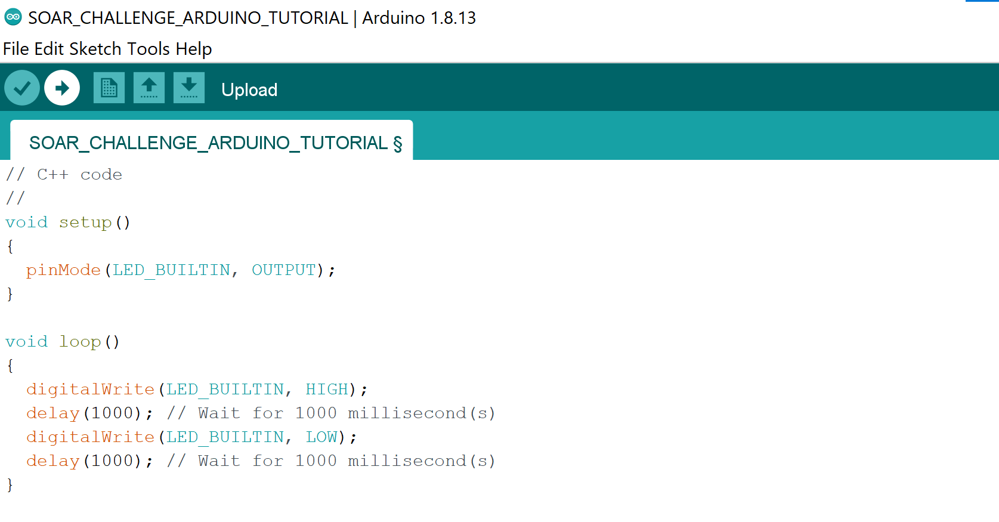 SOAR_CHALLENGE_ARDUINO_TUTORIAL | Arduino 1.8.13
File Edit Sketch Tools Help
Upload
SOAR_CHALLENGE_ARDUINO_TUTORIAL §
// C++ code
//
void setup()
{
  pinMode(LED_BUILTIN, OUTPUT);
}

void loop()
{
  digitalWrite(LED_BUILTIN, HIGH);
  delay(1000); // Wait for 1000 millisecond(s)
  digitalWrite(LED_BUILTIN, LOW);
  delay(1000); // Wait for 1000 millisecond(s)
}